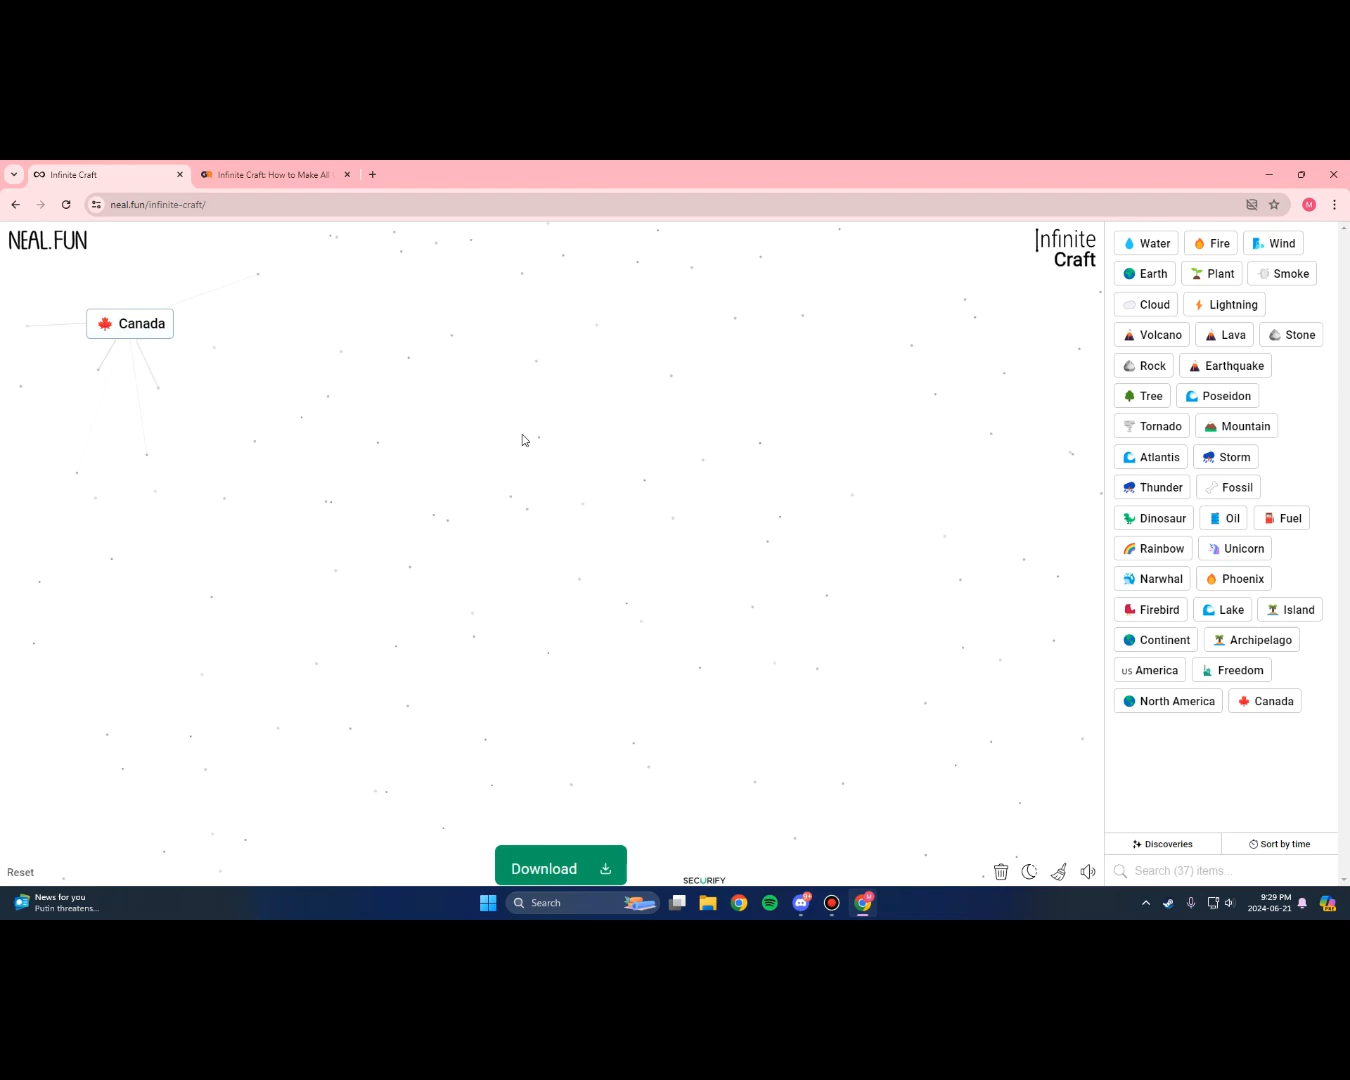 Infinite Craft
Infinite Craft: How to Make All
neal.fun/infinite-craft/
M
NEAL.FUN
Infinite
Craft
Canada
Water Fire Wind
Earth Plant Smoke
Cloud Lightning
Volcano Lava Stone
Rock Earthquake
Tree Poseidon
Tornado Mountain
Atlantis Storm
Thunder Fossil
Dinosaur Oil Fuel
Rainbow Unicorn
Narwhal Phoenix
Firebird Lake Island
Continent Archipelago
US America Freedom
North America Canada
Discoveries Sort by time
Search (37) items...
Reset
Download
SECURIFY
News for you
Putin threatens...
Search
9:29 PM
2024-06-21